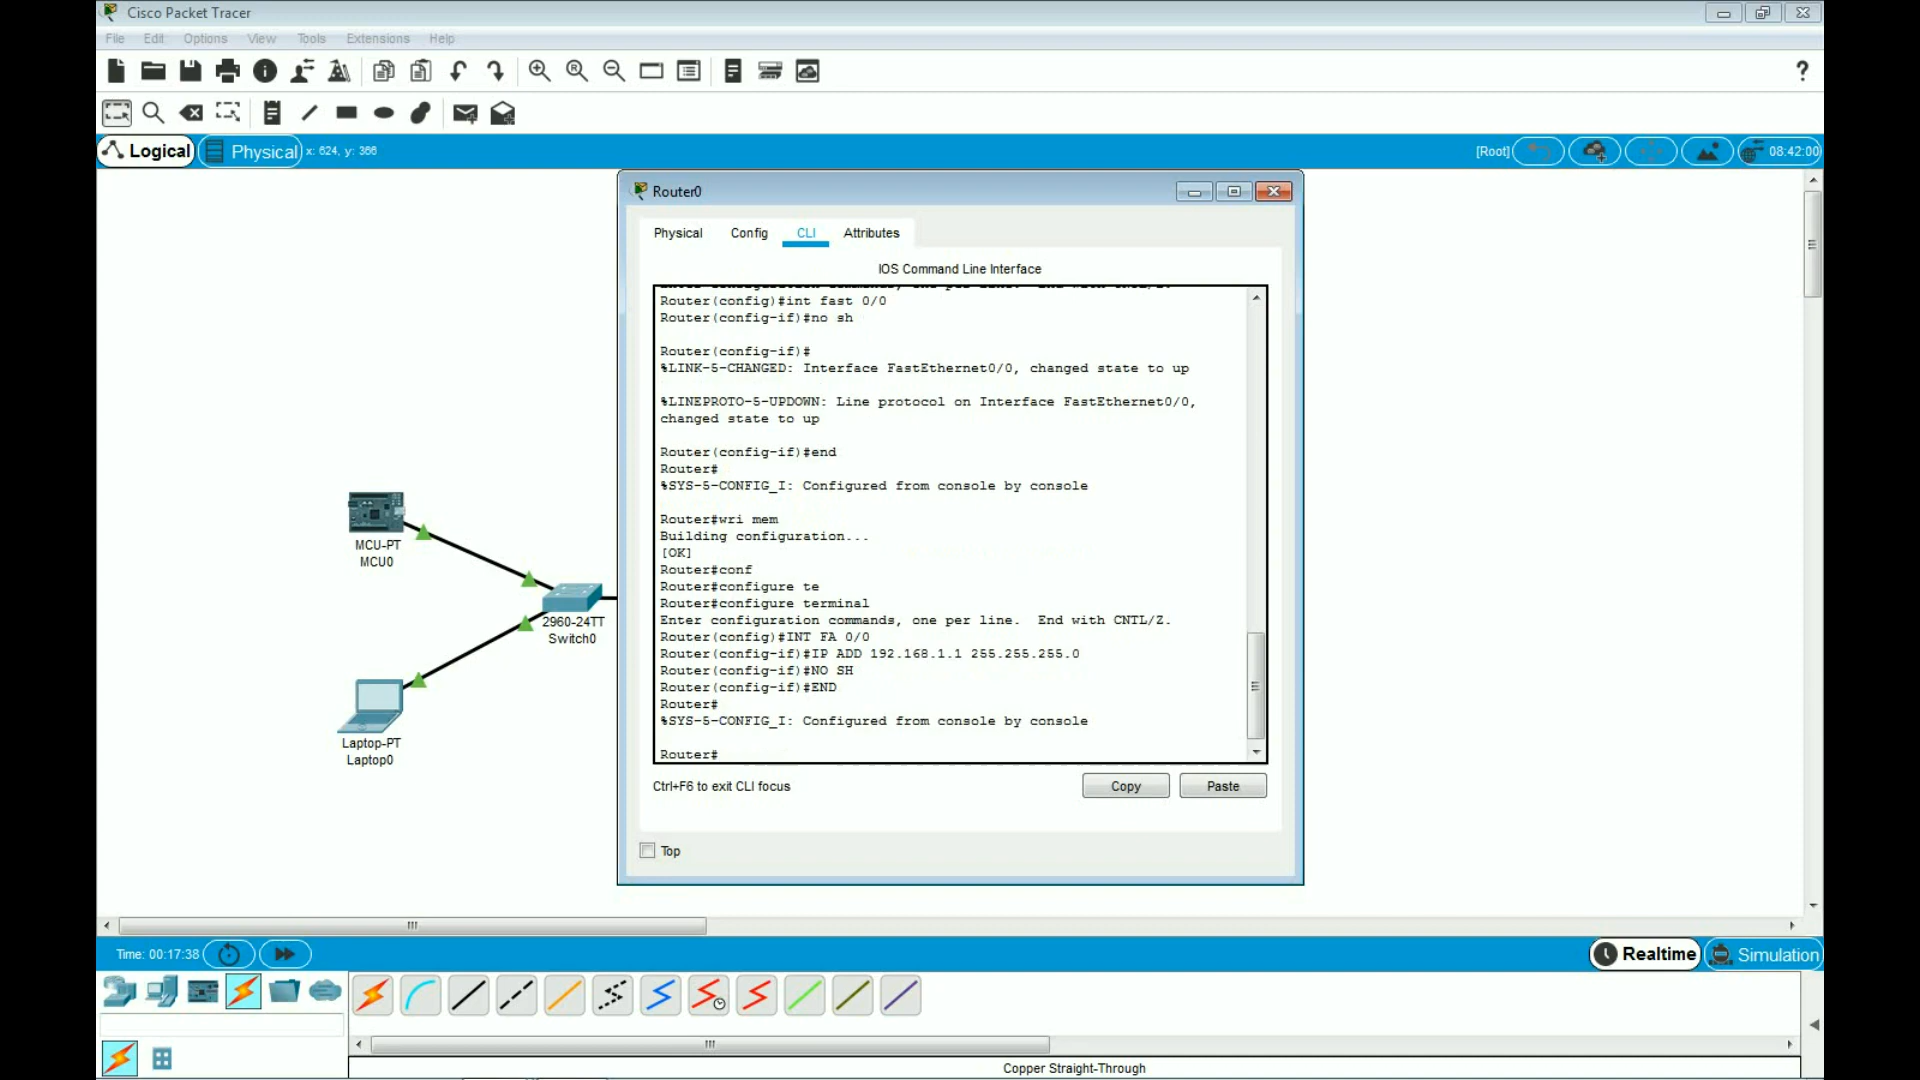 Cisco Packet Tracer
File Edit Options View Tools Extensions Help
?
Logical Physical x: 624, y: 366 [Root] 08:42:00
Router0
Physical Config CLI Attributes
IOS Command Line Interface
Router(config)#int fast 0/0
Router(config-if)#no sh
Router(config-if)#
%LINK-5-CHANGED: Interface FastEthernet0/0, changed state to up
%LINEPROTO-5-UPDOWN: Line protocol on Interface FastEthernet0/0,
changed state to up
Router(config-if)#end
Router#
%SYS-5-CONFIG_I: Configured from console by console
Router#wri mem
Building configuration...
[OK]
Router#conf
Router#configure te
Router#configure terminal
Enter configuration commands, one per line.  End with CNTL/Z.
Router(config)#INT FA 0/0
Router(config-if)#IP ADD 192.168.1.1 255.255.255.0
Router(config-if)#NO SH
Router(config-if)#END
Router#
%SYS-5-CONFIG_I: Configured from console by console
Router#
Ctrl+F6 to exit CLI focus
Copy Paste
Top
MCU-PT
MCU0
2960-24TT
Switch0
Laptop-PT
Laptop0
Time: 00:17:38 Realtime Simulation
Copper Straight-Through